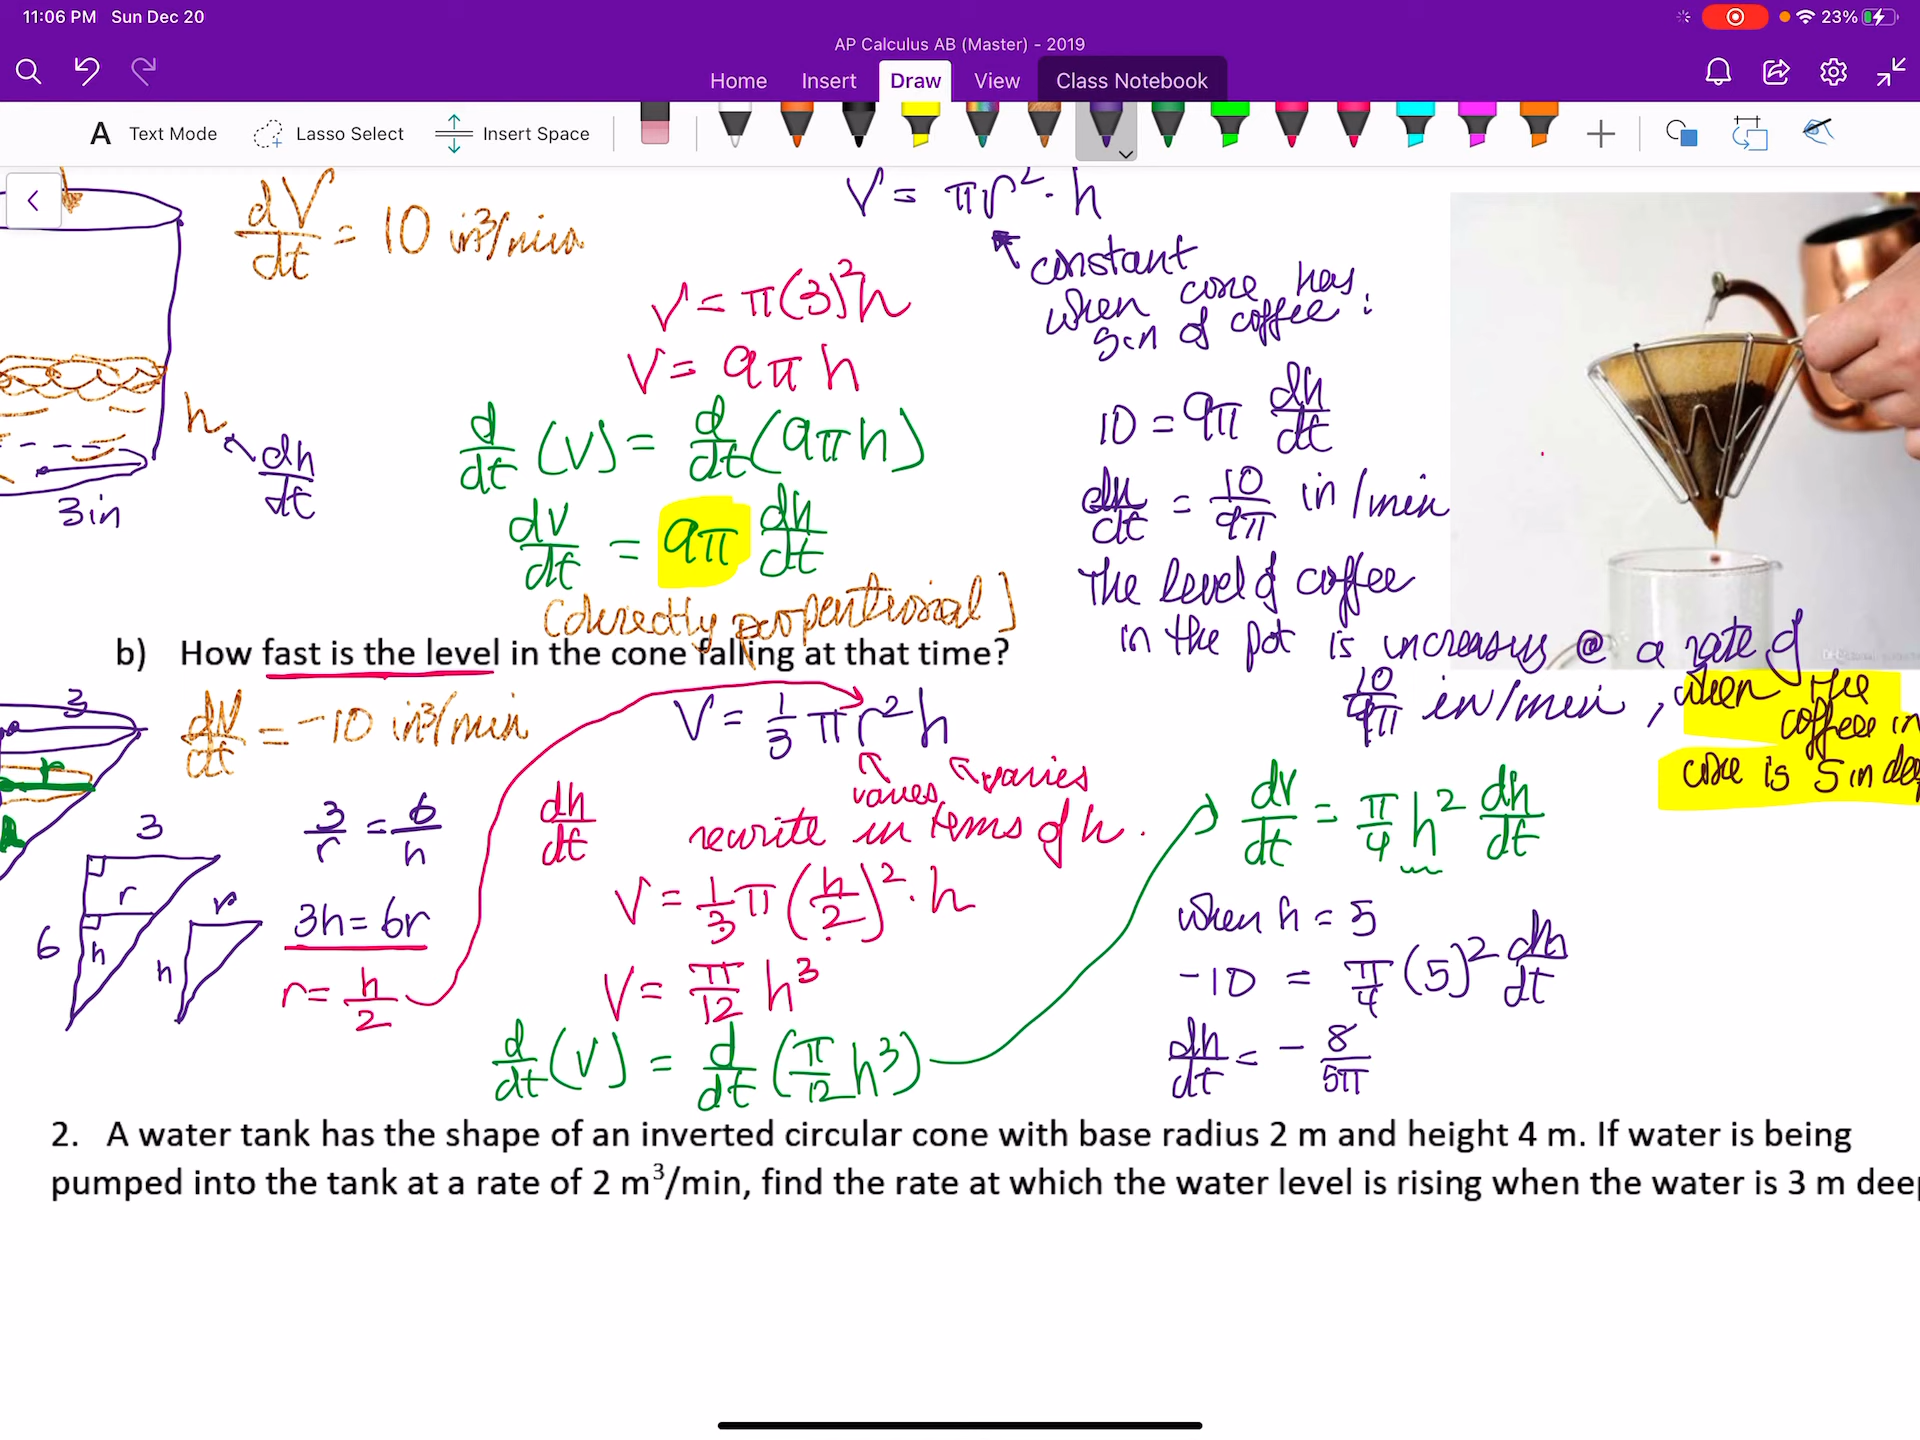 11:06 PM Sun Dec 20
23%
AP Calculus AB (Master) - 2019
Home Insert Draw View Class Notebook
A Text Mode Lasso Select Insert Space
dV/dt = 10 in³/min
V = πr²·h
constant
when cone has
5in of coffee:
V = π(3)²h
V = 9πh
h
dh/dt
3in
d/dt (V) = d/dt (9πh)
dV/dt = 9π dh/dt
(directly proportional)
10 = 9π dh/dt
dh/dt = 10/9π in/min
The level of coffee
in the pot is increasing @ a rate of
10/9π in/min, when the
coffee in
cone is 5 in deep
b) How fast is the level in the cone falling at that time?
3
r
dV/dt = -10 in³/min
V = 1/3 πr²h
varies varies
dh/dt
rewrite in terms of h.
3
r
6
h
r
h
3/r = 6/h
3h = 6r
r = h/2
V = 1/3 π (h/2)²·h
V = π/12 h³
d/dt (V) = d/dt (π/12 h³)
dV/dt = π/4 h² dh/dt
when h = 5
-10 = π/4 (5)² dh/dt
dh/dt = - 8/5π
2. A water tank has the shape of an inverted circular cone with base radius 2 m and height 4 m. If water is being
pumped into the tank at a rate of 2 m³/min, find the rate at which the water level is rising when the water is 3 m deep